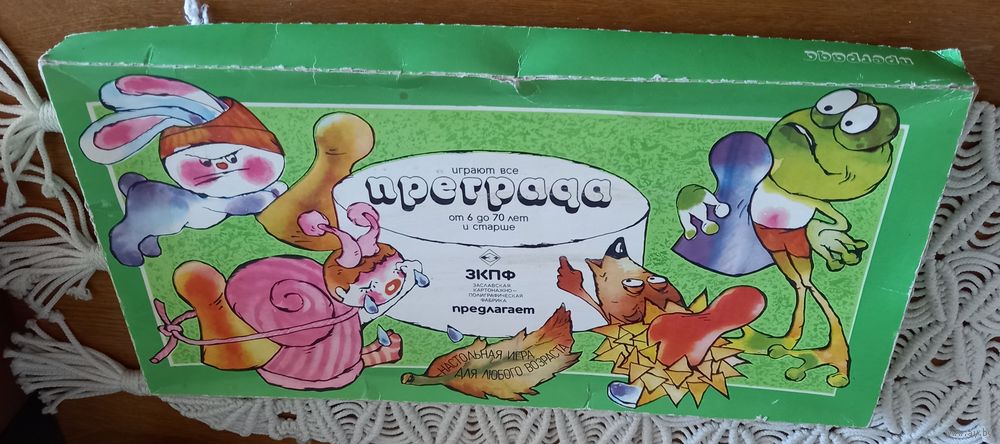 преграда
играют все
преграда
от 6 до 70 лет
и старше
ЗКПФ
ЗАСЛАВСКАЯ
КАРТОНАЖНО-
ПОЛИГРАФИЧЕСКАЯ
ФАБРИКА
предлагает
НАСТОЛЬНАЯ ИГРА
ДЛЯ ЛЮБОГО ВОЗРАСТА